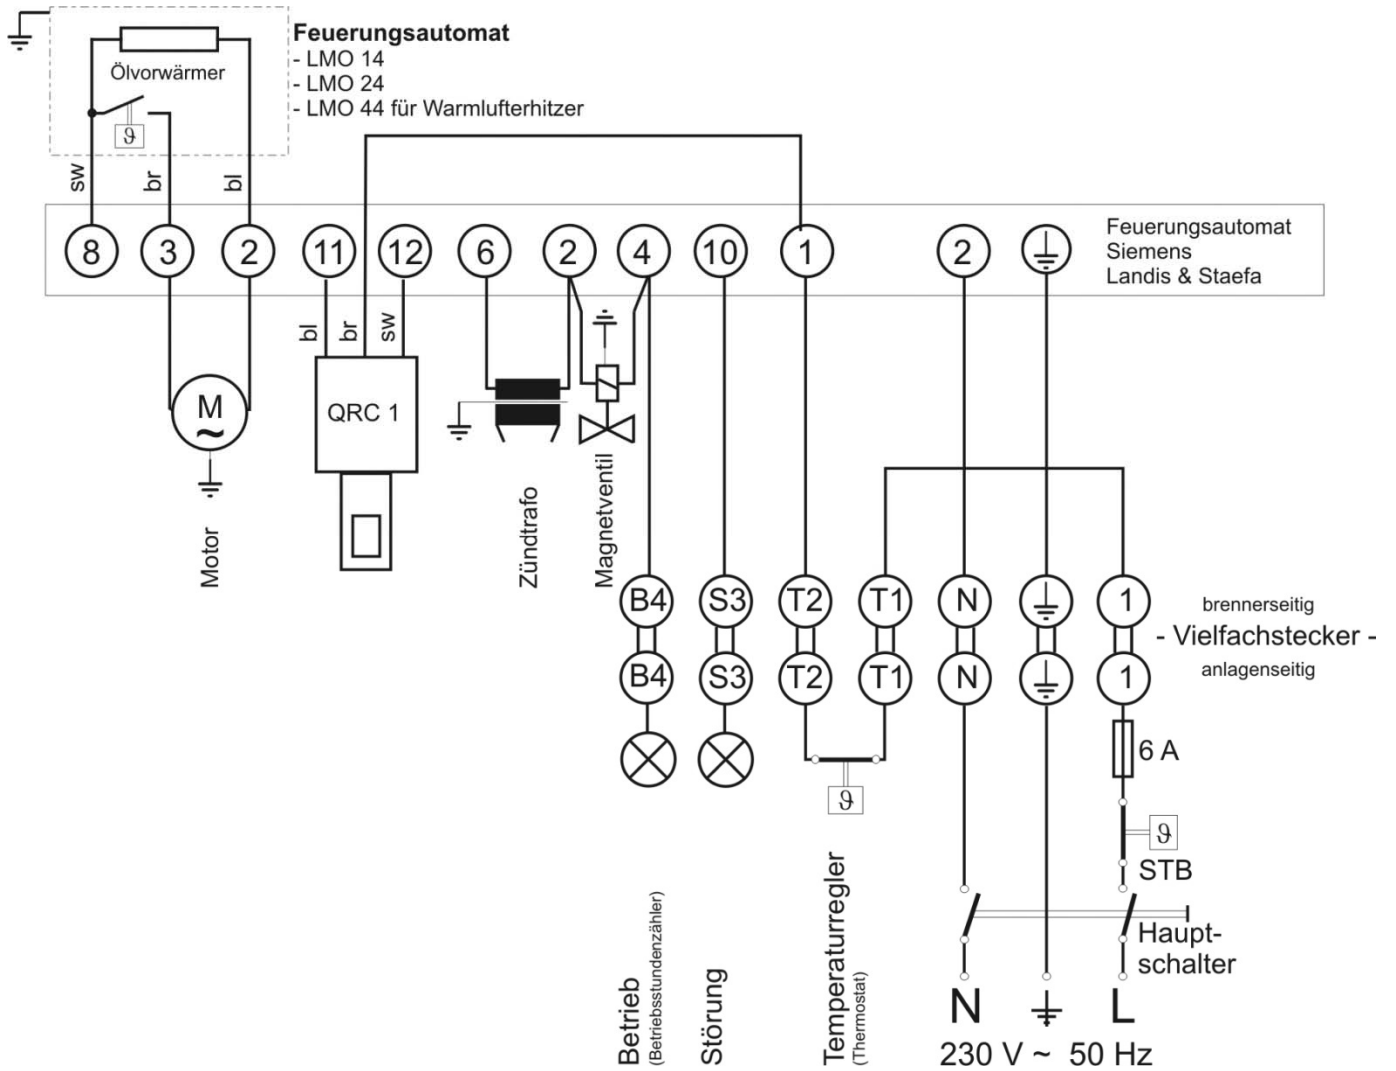 Feuerungsautomat
- LMO 14
- LMO 24
- LMO 44 für Warmlufterhitzer
Ölvorwärmer
ϑ
sw
br
bl
8
3
2
11
12
6
2
4
10
1
2
Feuerungsautomat
Siemens
Landis & Staefa
bl
br
sw
M
~
QRC 1
Motor
Zündtrafo
Magnetventil
B4
S3
T2
T1
N
1
brennerseitig
- Vielfachstecker -
anlagenseitig
B4
S3
T2
T1
N
1
6 A
ϑ
ϑ
STB
Haupt-
schalter
Betrieb
(Betriebsstundenzähler)
Störung
Temperaturregler
(Thermostat)
N
L
230 V ~ 50 Hz